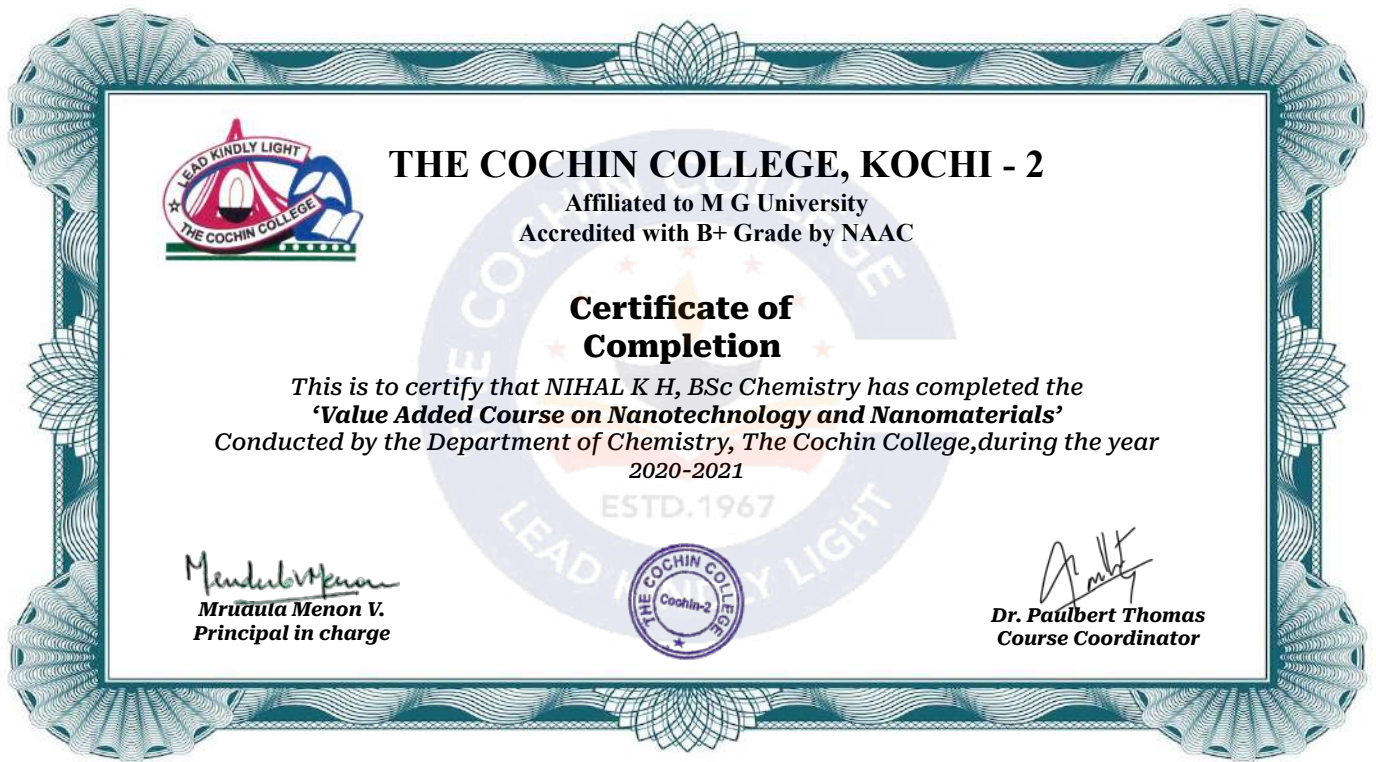 LEAD KINDLY LIGHT
THE COCHIN COLLEGE
THE COCHIN COLLEGE, KOCHI - 2
Affiliated to M G University
Accredited with B+ Grade by NAAC
THE COCHIN COLLEGE
Certificate of
Completion
This is to certify that NIHAL K H, BSc Chemistry has completed the
‘Value Added Course on Nanotechnology and Nanomaterials’
Conducted by the Department of Chemistry, The Cochin College,during the year
2020-2021
ESTD.1967
LEAD KINDLY LIGHT
Mrudula Menon V.
Principal in charge
THE COCHIN COLLEGE
Cochin-2
Dr. Paulbert Thomas
Course Coordinator